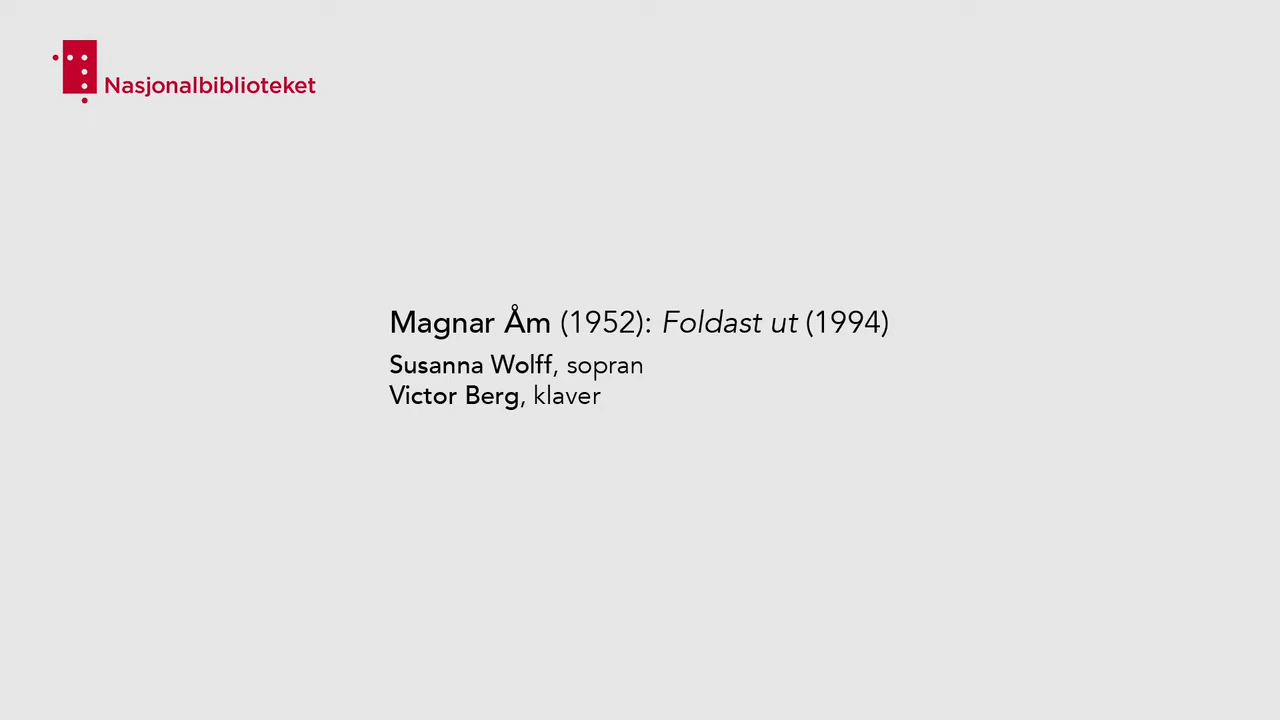 Nasjonalbiblioteket
Magnar Åm (1952): Foldast ut (1994)
Susanna Wolff, sopran
Victor Berg, klaver